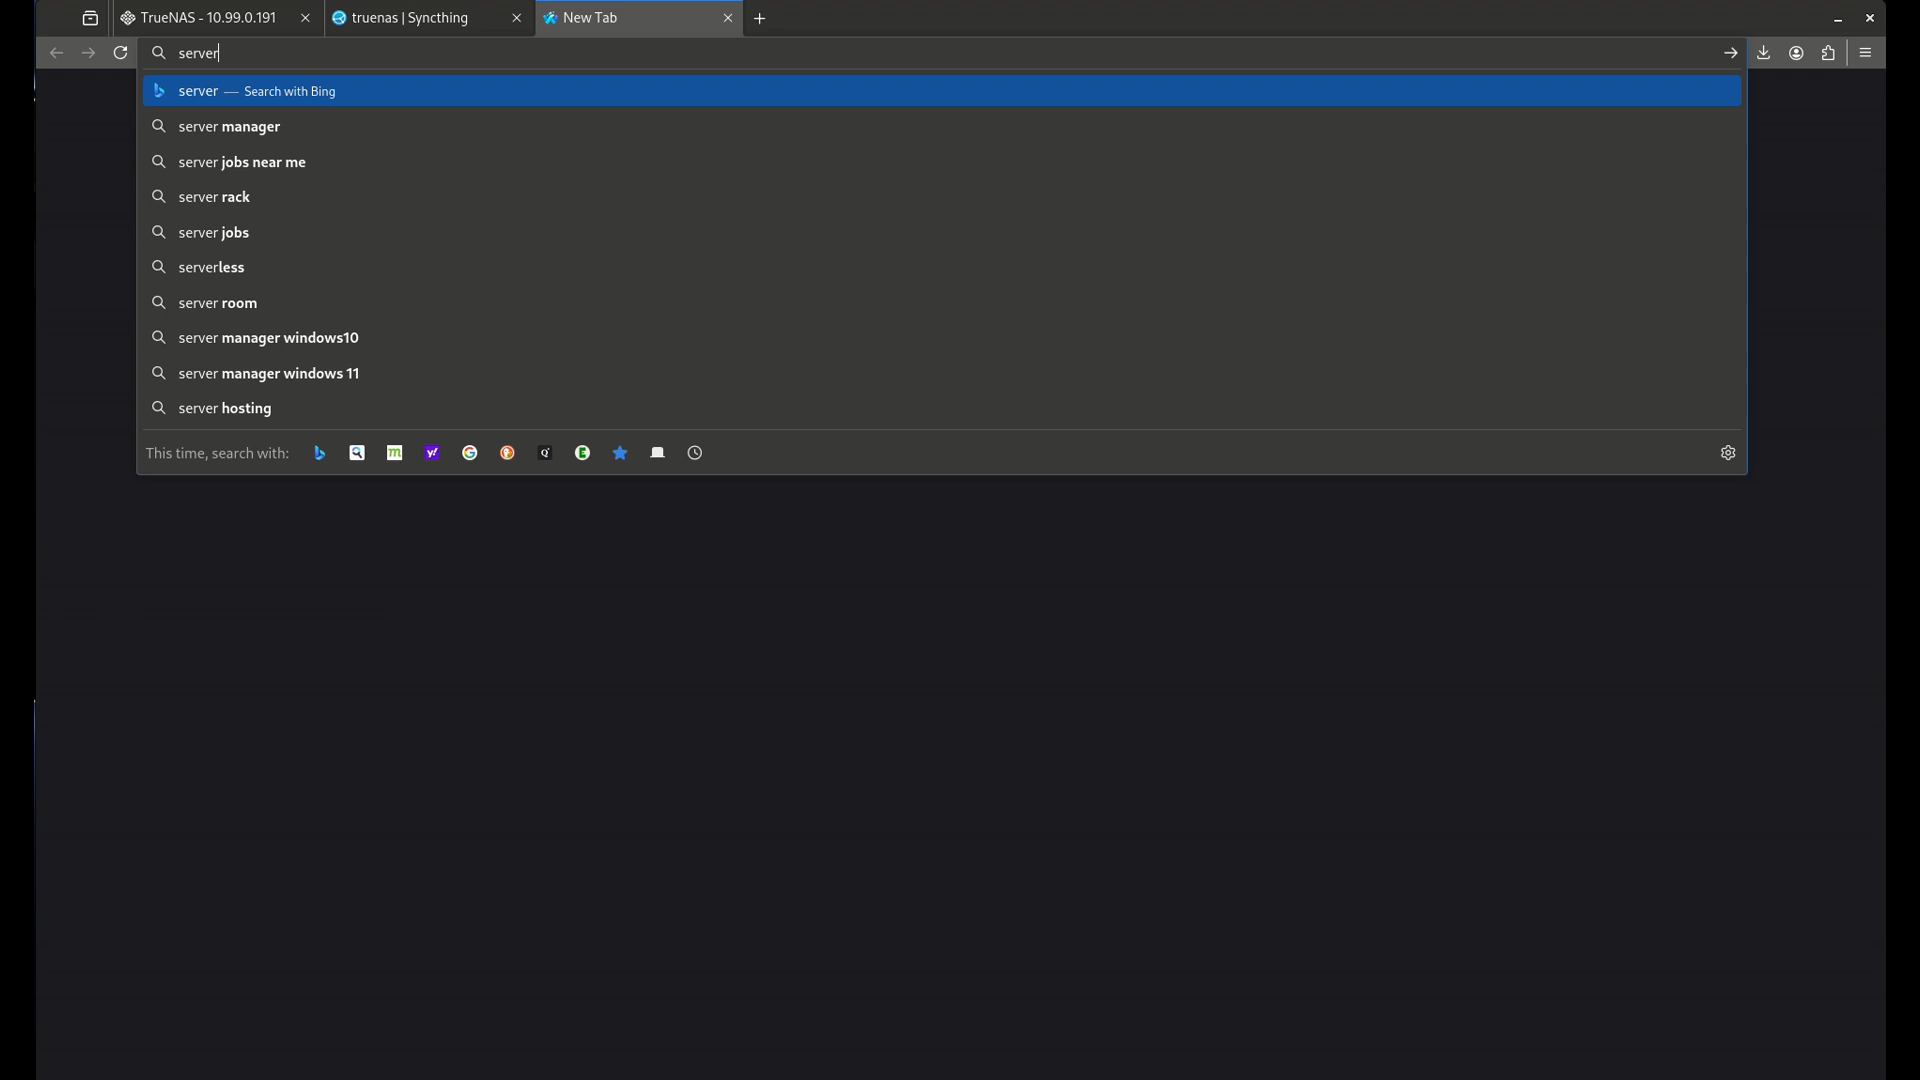 TrueNAS - 10.99.0.191
truenas | Syncthing
New Tab
server
server — Search with Bing
server manager
server jobs near me
server rack
server jobs
serverless
server room
server manager windows10
server manager windows 11
server hosting
This time, search with: